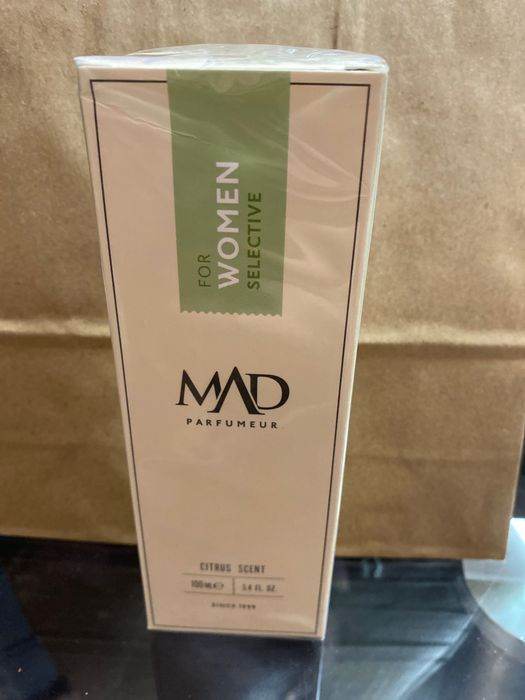 FOR
WOMEN
SELECTIVE
MAD
PARFUMEUR
CITRUS SCENT
100 ML ℮ 3.4 FL. OZ.
SINCE 1999